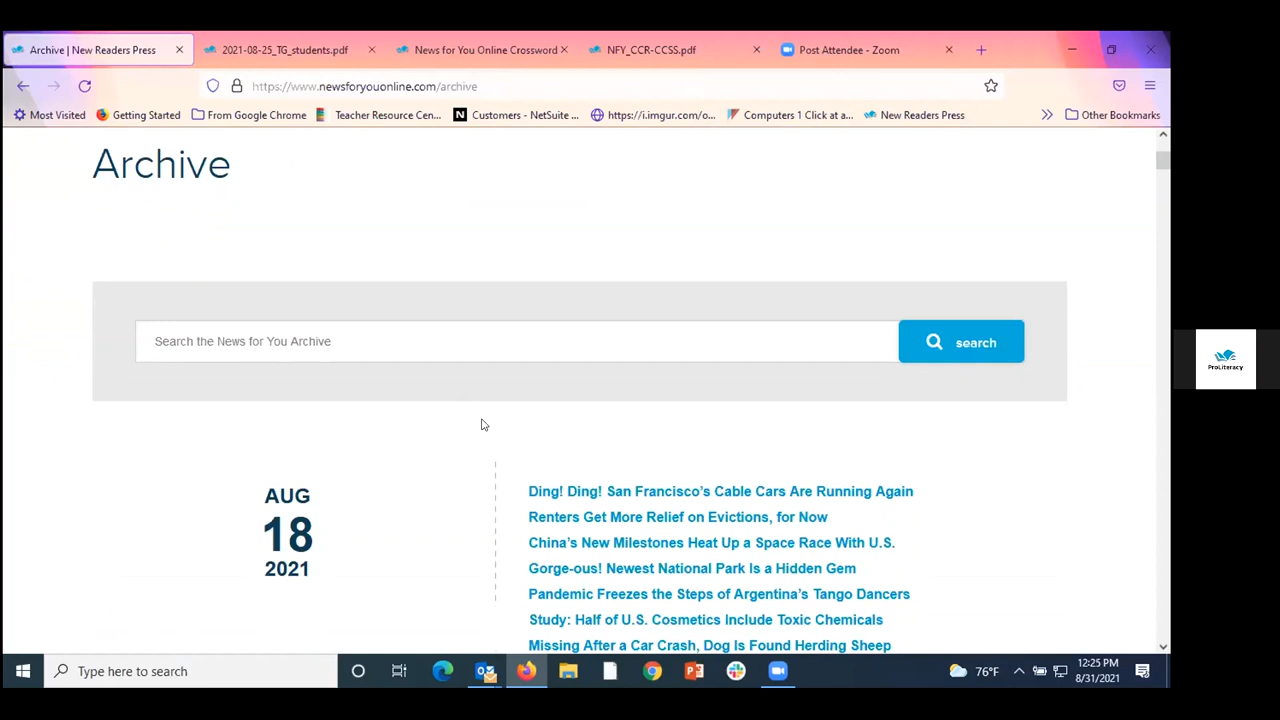 Archive | New Readers Press
2021-08-25_TG_students.pdf
News for You Online Crossword
NFY_CCR-CCSS.pdf
Post Attendee - Zoom
https://www.newsforyouonline.com/archive
Most Visited
Getting Started
From Google Chrome
Teacher Resource Cen...
N
Customers - NetSuite ...
https://i.imgur.com/o...
Computers 1 Click at a...
New Readers Press
Other Bookmarks
Archive
Search the News for You Archive
search
ProLiteracy
AUG
18
2021
Ding! Ding! San Francisco's Cable Cars Are Running Again
Renters Get More Relief on Evictions, for Now
China's New Milestones Heat Up a Space Race With U.S.
Gorge-ous! Newest National Park Is a Hidden Gem
Pandemic Freezes the Steps of Argentina's Tango Dancers
Study: Half of U.S. Cosmetics Include Toxic Chemicals
Missing After a Car Crash, Dog Is Found Herding Sheep
Type here to search
76°F
12:25 PM
8/31/2021